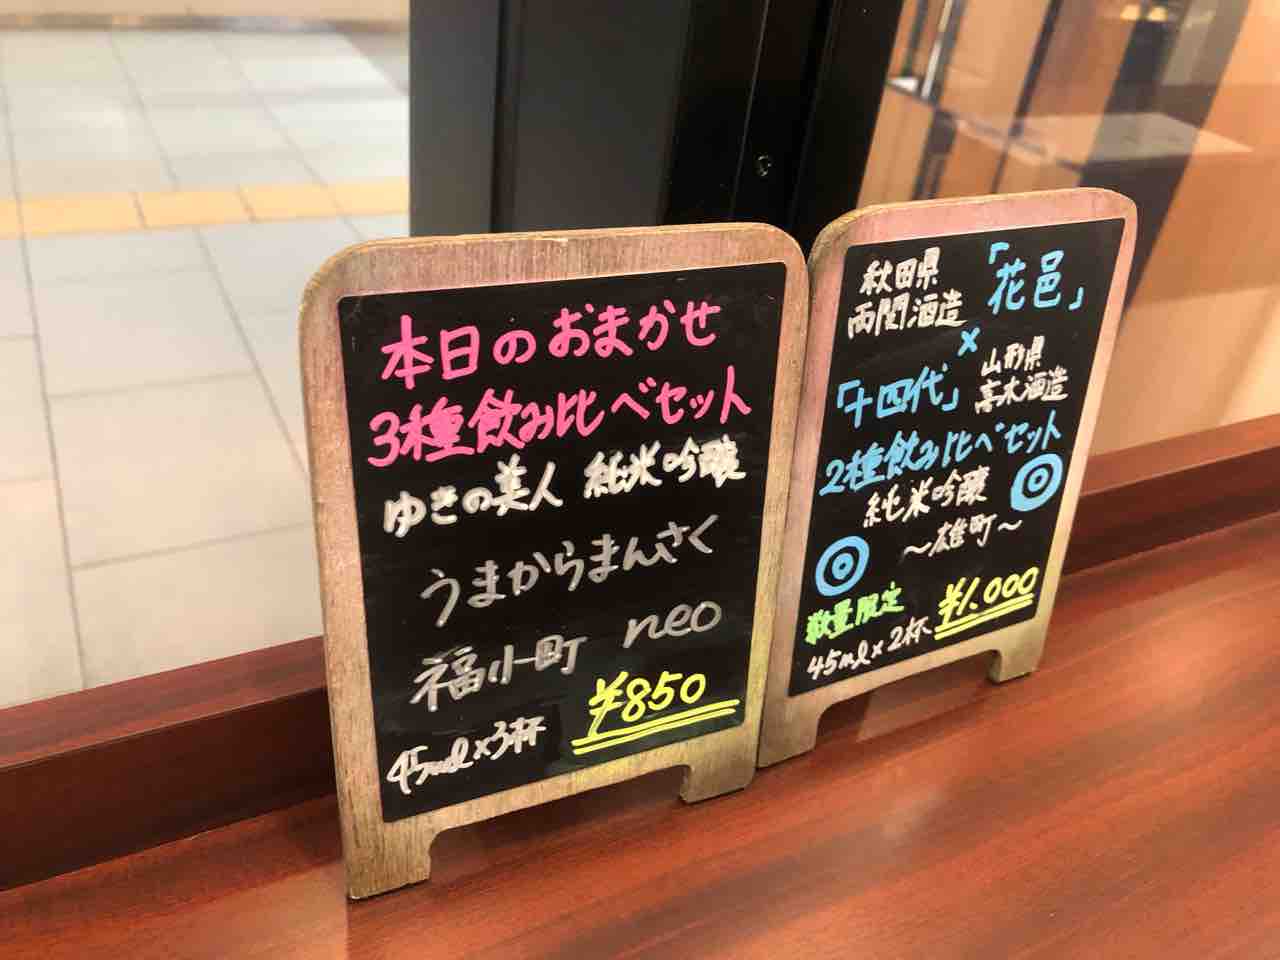 本日のおまかせ
3種飲み比べセット
ゆきの美人 純米吟醸
うまからまんさく
福小町 neo
¥850
45ml×3杯
秋田県
両関酒造
「花邑」
×
「十四代」
山形県
高木酒造
2種飲み比べセット
純米吟醸
〜雄町〜
数量限定
¥1.000
45ml×2杯